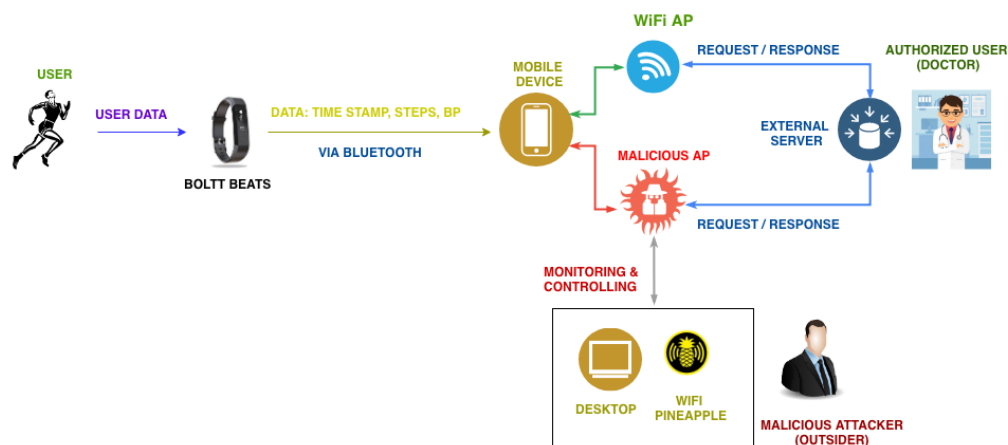 WiFi AP
REQUEST / RESPONSE
AUTHORIZED USER
(DOCTOR)
USER
MOBILE
DEVICE
USER DATA
DATA: TIME STAMP, STEPS, BP
VIA BLUETOOTH
EXTERNAL
SERVER
MALICIOUS AP
BOLTT BEATS
REQUEST / RESPONSE
MONITORING &
CONTROLLING
DESKTOP
WIFI
PINEAPPLE
MALICIOUS ATTACKER
(OUTSIDER)